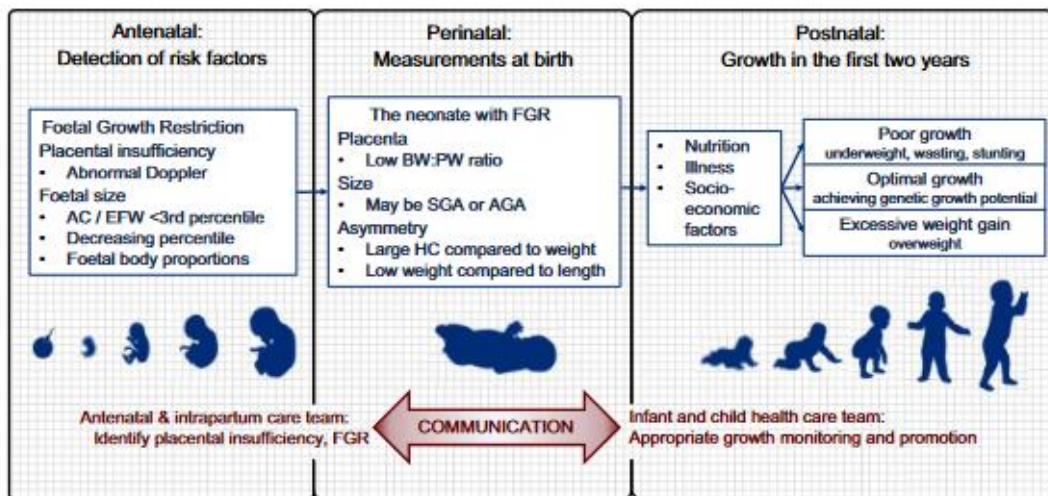 Antenatal:
Detection of risk factors
Foetal Growth Restriction
Placental insufficiency
• Abnormal Doppler
Foetal size
• AC / EFW <3rd percentile
• Decreasing percentile
• Foetal body proportions
Perinatal:
Measurements at birth
The neonate with FGR
Placenta
• Low BW:PW ratio
Size
• May be SGA or AGA
Asymmetry
• Large HC compared to weight
• Low weight compared to length
Postnatal:
Growth in the first two years
• Nutrition
• Illness
• Socio-
economic
factors
Poor growth
underweight, wasting, stunting
Optimal growth
achieving genetic growth potential
Excessive weight gain
overweight
Antenatal & intrapartum care team:
Identify placental insufficiency, FGR
COMMUNICATION
Infant and child health care team:
Appropriate growth monitoring and promotion